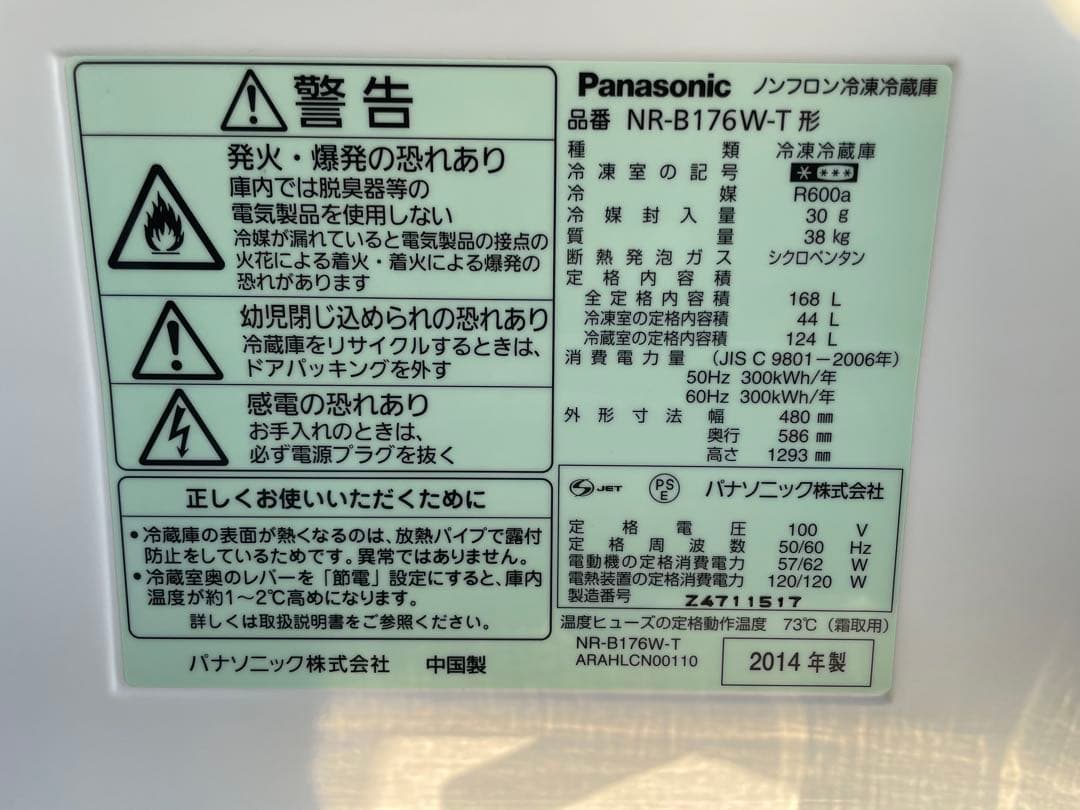 警告
発火・爆発の恐れあり
庫内では脱臭器等の
電気製品を使用しない
冷媒が漏れていると電気製品の接点の
火花による着火・着火による爆発の
恐れがあります
幼児閉じ込められの恐れあり
冷蔵庫をリサイクルするときは、
ドアパッキングを外す
感電の恐れあり
お手入れのときは、
必ず電源プラグを抜く
正しくお使いいただくために
・冷蔵庫の表面が熱くなるのは、放熱パイプで露付
防止をしているためです。異常ではありません。
・冷蔵室奥のレバーを「節電」設定にすると、庫内
温度が約1~2℃高めになります。
詳しくは取扱説明書をご参照ください。
パナソニック株式会社 中国製
Panasonic ノンフロン冷凍冷蔵庫
品番 NR-B176W-T 形
種類 冷凍冷蔵庫
冷凍室の記号 * ***
冷媒 R600a
冷媒封入量 30 g
質量 38 kg
断熱発泡ガス シクロペンタン
定格内容積
全定格内容積 168 L
冷凍室の定格内容積 44 L
冷蔵室の定格内容積 124 L
消費電力量 (JIS C 9801-2006年)
50Hz 300kWh/年
60Hz 300kWh/年
外形寸法 幅 480 mm
奥行 586 mm
高さ 1293 mm
JET PS E パナソニック株式会社
定格電圧 100 V
定格周波数 50/60 Hz
電動機の定格消費電力 57/62 W
電熱装置の定格消費電力 120/120 W
製造番号 Z4711517
温度ヒューズの定格動作温度 73℃(霜取用)
NR-B176W-T
ARAHLCN00110
2014年製